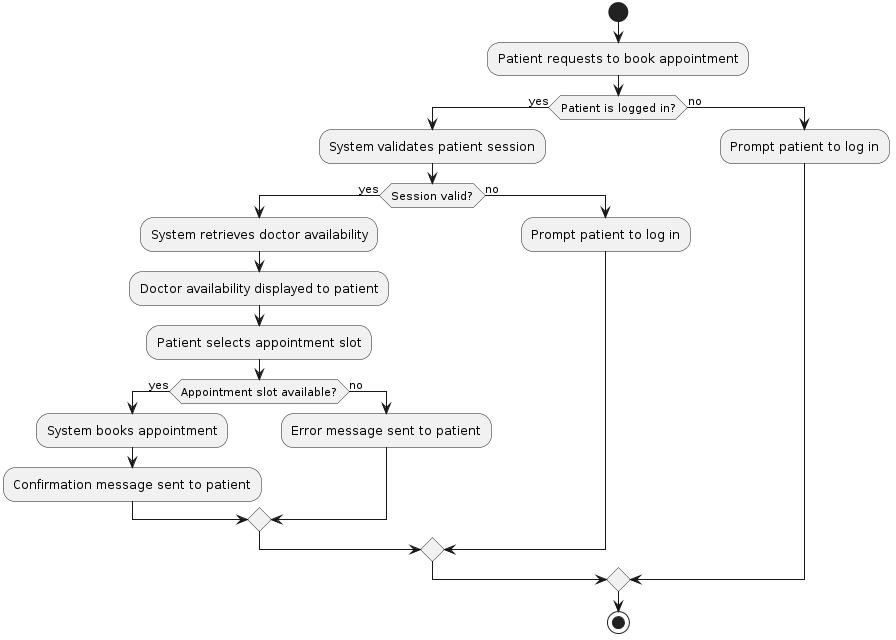 Patient requests to book appointment
yes
Patient is logged in?
no
System validates patient session
Prompt patient to log in
yes
Session valid?
no
System retrieves doctor availability
Prompt patient to log in
Doctor availability displayed to patient
Patient selects appointment slot
yes
Appointment slot available?
no
System books appointment
Error message sent to patient
Confirmation message sent to patient